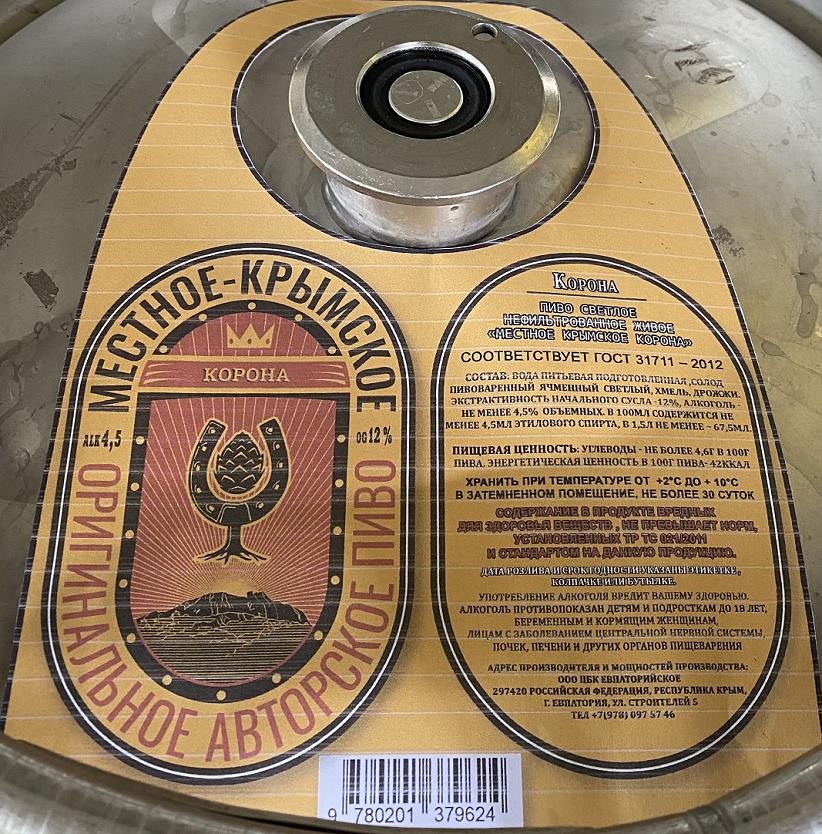 МЕСТНОЕ-КРЫМСКОЕ
КОРОНА
ALK 4,5
OG 12 %
ОРИГИНАЛЬНОЕ АВТОРСКОЕ ПИВО
КОРОНА
ПИВО СВЕТЛОЕ
НЕФИЛЬТРОВАННОЕ ЖИВОЕ
«МЕСТНОЕ КРЫМСКОЕ КОРОНА»
СООТВЕТСТВУЕТ ГОСТ 31711 – 2012
СОСТАВ: ВОДА ПИТЬЕВАЯ ПОДГОТОВЛЕННАЯ ,СОЛОД
ПИВОВАРЕННЫЙ ЯЧМЕННЫЙ СВЕТЛЫЙ, ХМЕЛЬ, ДРОЖЖИ.
ЭКСТРАКТИВНОСТЬ НАЧАЛЬНОГО СУСЛА -12%, АЛКОГОЛЬ -
НЕ МЕНЕЕ 4,5% ОБЪЕМНЫХ. В 100МЛ СОДЕРЖИТСЯ НЕ
МЕНЕЕ 4,5МЛ ЭТИЛОВОГО СПИРТА, В 1,5Л НЕ МЕНЕЕ – 67,5МЛ.
ПИЩЕВАЯ ЦЕННОСТЬ: УГЛЕВОДЫ - НЕ БОЛЕЕ 4,6Г В 100Г
ПИВА. ЭНЕРГЕТИЧЕСКАЯ ЦЕННОСТЬ В 100Г ПИВА- 42ККАЛ
ХРАНИТЬ ПРИ ТЕМПЕРАТУРЕ ОТ +2°С ДО + 10°С
В ЗАТЕМНЕННОМ ПОМЕЩЕНИЕ, НЕ БОЛЕЕ 30 СУТОК
СОДЕРЖАНИЕ В ПРОДУКТЕ ВРЕДНЫХ
ДЛЯ ЗДОРОВЬЯ ВЕЩЕСТВ , НЕ ПРЕВЫШАЕТ НОРМ,
УСТАНОВЛЕННЫХ ТР ТС 021/2011
И СТАНДАРТОМ НА ДАННУЮ ПРОДУКЦИЮ.
ДАТА РОЗЛИВА И СРОК ГОДНОСТИ УКАЗАНЫ ЭТИКЕТКЕ,
КОЛПАЧКЕ ИЛИ БУТЫЛКЕ.
УПОТРЕБЛЕНИЕ АЛКОГОЛЯ ВРЕДИТ ВАШЕМУ ЗДОРОВЬЮ.
АЛКОГОЛЬ ПРОТИВОПОКАЗАН ДЕТЯМ И ПОДРОСТКАМ ДО 18 ЛЕТ,
БЕРЕМЕННЫМ И КОРМЯЩИМ ЖЕНЩИНАМ,
ЛИЦАМ С ЗАБОЛЕВАНИЕМ ЦЕНТРАЛЬНОЙ НЕРВНОЙ СИСТЕМЫ,
ПОЧЕК, ПЕЧЕНИ И ДРУГИХ ОРГАНОВ ПИЩЕВАРЕНИЯ
АДРЕС ПРОИЗВОДИТЕЛЯ И МОЩНОСТЕЙ ПРОИЗВОДСТВА:
ООО ПБК ЕВПАТОРИЙСКОЕ
297420 РОССИЙСКАЯ ФЕДЕРАЦИЯ, РЕСПУБЛИКА КРЫМ,
Г. ЕВПАТОРИЯ, УЛ. СТРОИТЕЛЕЙ 5
ТЕЛ +7(978) 097 57 46
9 780201 379624